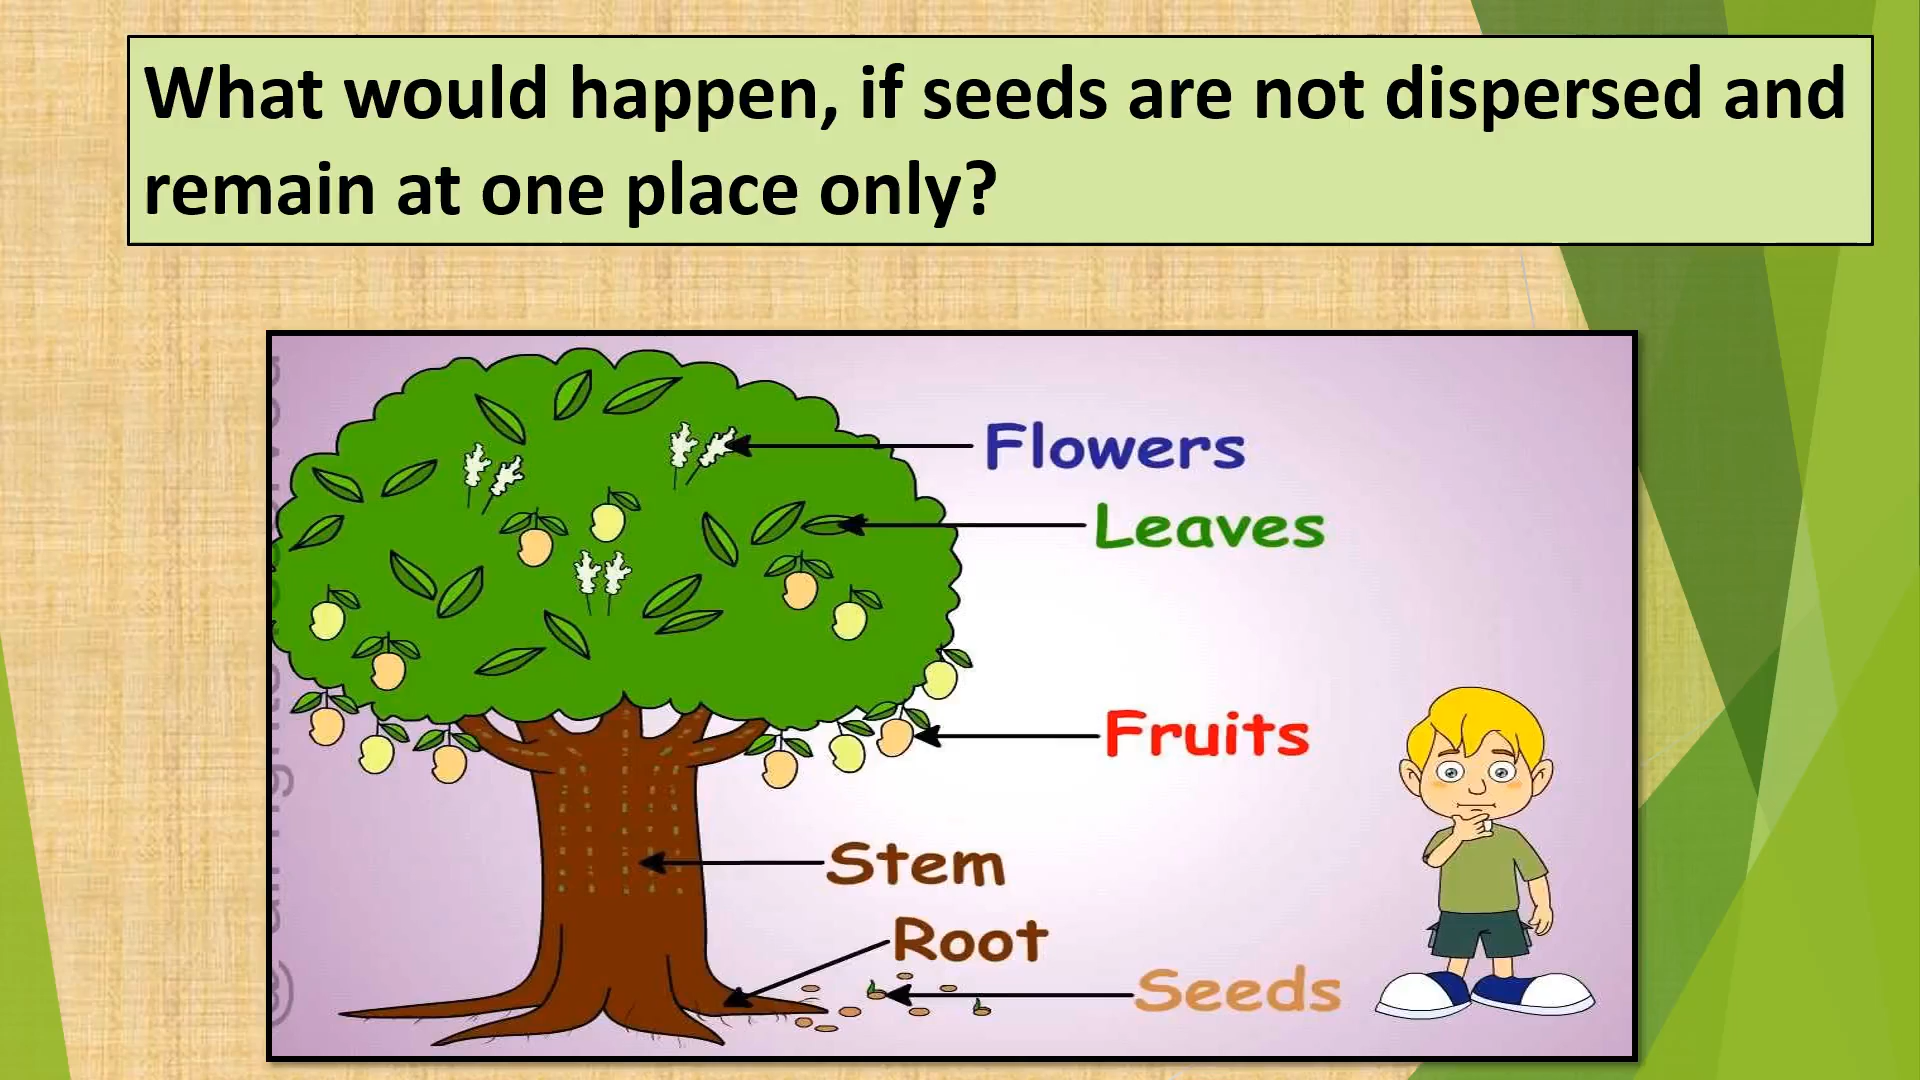 What would happen, if seeds are not dispersed and
remain at one place only?
Flowers
Leaves
Fruits
Stem
Root
Seeds